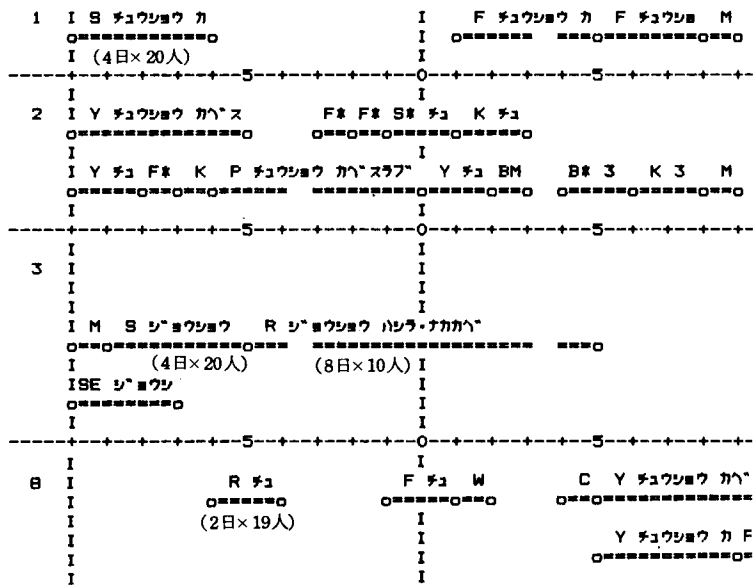 1 I S チュウショウ カ I F チュウショウ カ F チュウショ M
I o===========o I o====== ===o========o==o
I (4日×20人) I
-----+--+--+--+--5--+--+--+--0--+--+--+--5--+--+--+-
I I
2 I Y チュウショウ カベス F* F* S* チュ K チュ
o==============o o==o==o=====o=====o
I I
I Y チュ F* K P チュウショウ カベスラブ Y チュ BM B* 3 K 3 M
o=====o==o==o====== =========o=====o==o o=====o=====o==o
I I
-----+--+--+--+--5--+--+--+--0--+--+--+--5--+--+--+-
3 I I
I I
I I
I M S ジョウショウ R ジョウショウ ハシラ・ナカカベ
o==o===========o=== ================== ===o
I (4日×20人) (8日×10人) I
ISE ジョウシ I
o========o I
I I
-----+--+--+--+--5--+--+--+--0--+--+--+--5--+--+--+-
I I
8 I R チュ F チュ W C Y チュウショウ カベ
I o=====o o=====o==o o==o=============
I (2日×19人) I
I I Y チュウショウ カ F
I I o===========o=
I I